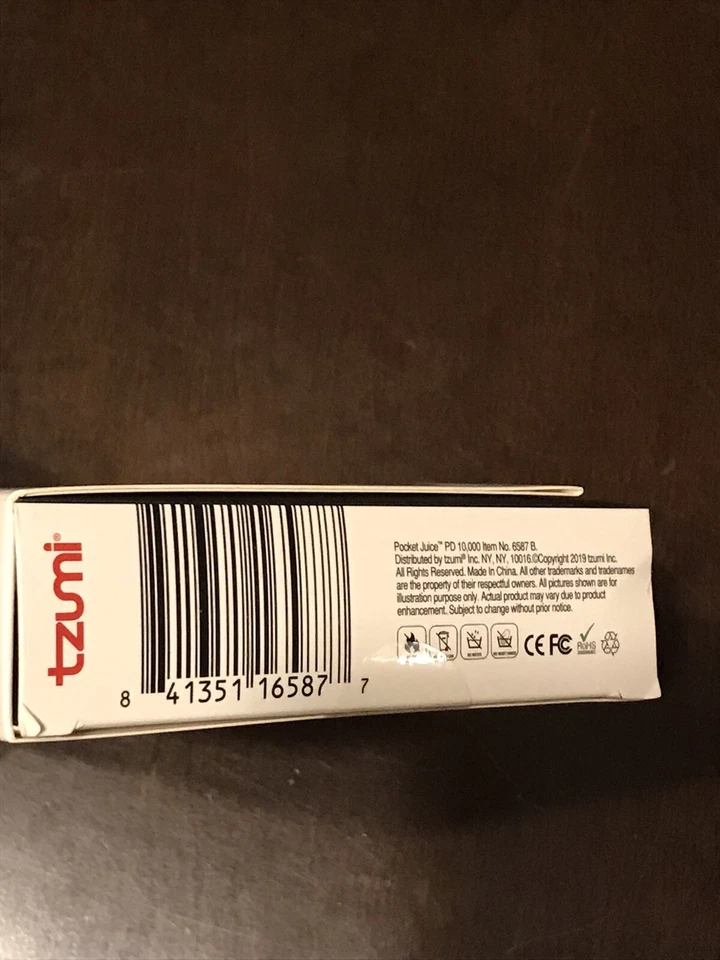 tzumi®
8 41351 16587 7
Pocket Juice™ PD 10,000 Item No. 6587 B.
Distributed by tzumi® Inc. NY, NY, 10016.©Copyright 2019 tzumi Inc.
All Rights Reserved. Made In China. All other trademarks and tradenames
are the property of their respectful owners. All pictures shown are for
illustration purpose only. Actual product may vary due to product
enhancement. Subject to change without prior notice.
CE FC RoHS